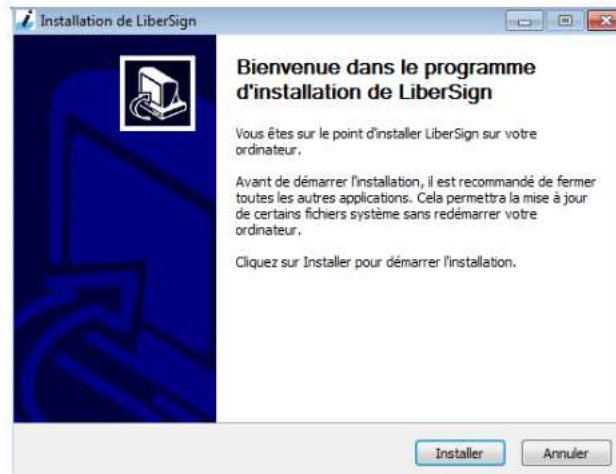 Installation de LiberSign
Bienvenue dans le programme
d'installation de LiberSign
Vous êtes sur le point d'installer LiberSign sur votre
ordinateur.
Avant de démarrer l'installation, il est recommandé de fermer
toutes les autres applications. Cela permettra la mise à jour
de certains fichiers système sans redémarrer votre
ordinateur.
Cliquez sur Installer pour démarrer l'installation.
Installer
Annuler